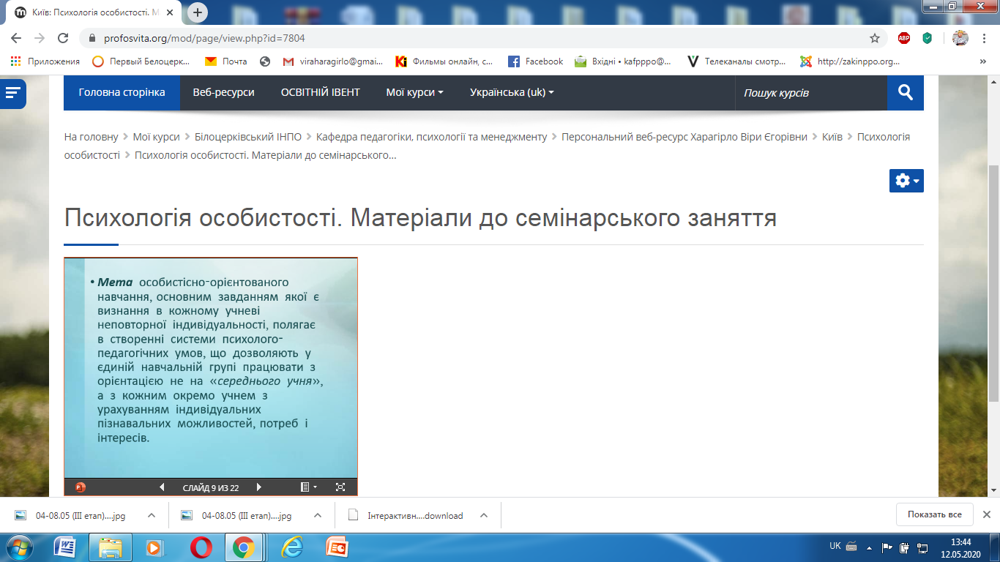 Київ: Психологія особистості. М
profosvita.org/mod/page/view.php?id=7804
ABP
Приложения
Первый Белоцерк...
Почта
viraharagirlo@gmai...
Фильмы онлайн, с...
Facebook
Вхідні • kafpppo@...
Телеканалы смотр...
http://zakinppo.org...
»
Головна сторінка
Веб-ресурси
ОСВІТНІЙ ІВЕНТ
Мої курси
Українська (uk)
Пошук курсів
На головну > Мої курси > Білоцерківський ІНПО > Кафедра педагогіки, психології та менеджменту > Персональний веб-ресурс Харагірло Віри Єгорівни > Київ > Психологія
особистості > Психологія особистості. Матеріали до семінарського...
Психологія особистості. Матеріали до семінарського заняття
• Мета особистісно-орієнтованого
навчання, основним завданням якої є
визнання в кожному учневі
неповторної індивідуальності, полягає
в створенні системи психолого-
педагогічних умов, що дозволяють у
єдиній навчальній групі працювати з
орієнтацією не на «середнього учня»,
а з кожним окремо учнем з
урахуванням індивідуальних
пізнавальних можливостей, потреб і
інтересів.
СЛАЙД 9 ИЗ 22
04-08.05 (ІІІ етап)....jpg
04-08.05 (ІІІ етап)....jpg
Інтерактивн....download
Показать все
UK
13:44
12.05.2020